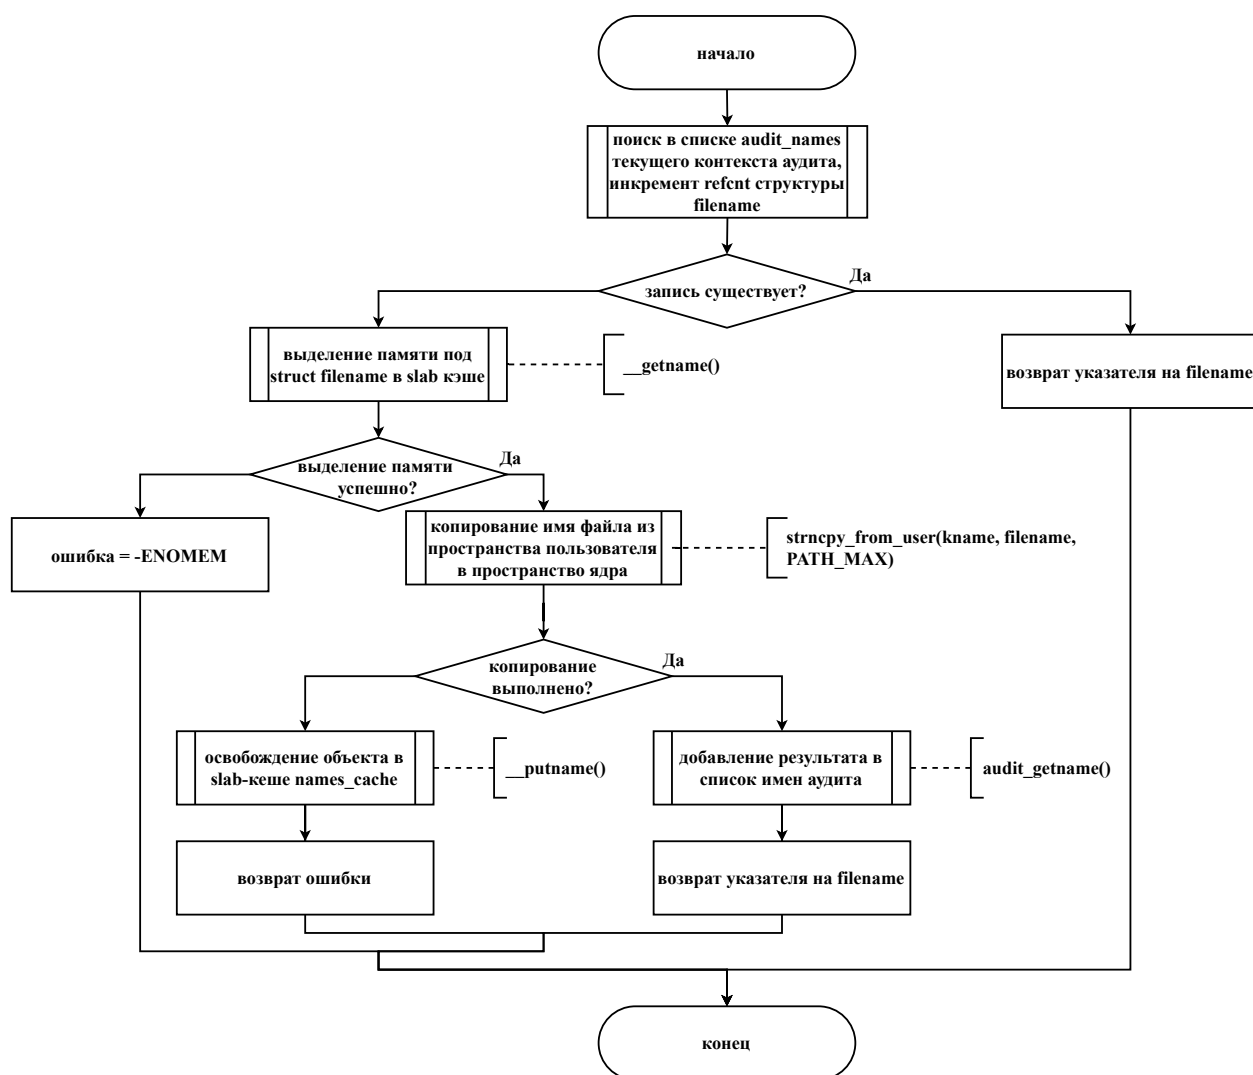 начало
поиск в списке audit_names
текущего контекста аудита,
инкремент refcnt структуры
filename
Да
запись существует?
выделение памяти под
struct filename в slab кэше
__getname()
возврат указателя на filename
Да
выделение памяти
успешно?
ошибка = -ENOMEM
копирование имя файла из
пространства пользователя
в пространство ядра
strncpy_from_user(kname, filename,
PATH_MAX)
Да
копирование
выполнено?
освобождение объекта в
slab-кеше names_cache
__putname()
добавление результата в
список имен аудита
audit_getname()
возврат ошибки
возврат указателя на filename
конец